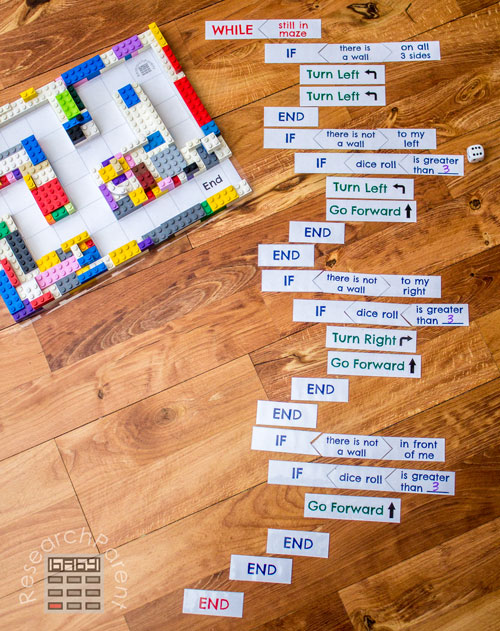 WHILE still in maze
IF there is a wall on all 3 sides
Turn Left
Turn Left
END
IF there is not a wall to my left
IF dice roll is greater than 3
Turn Left
Go Forward
END
END
IF there is not a wall to my right
IF dice roll is greater than 3
Turn Right
Go Forward
END
END
IF there is not a wall in front of me
IF dice roll is greater than 3
Go Forward
END
END
END
End
ResearchParent